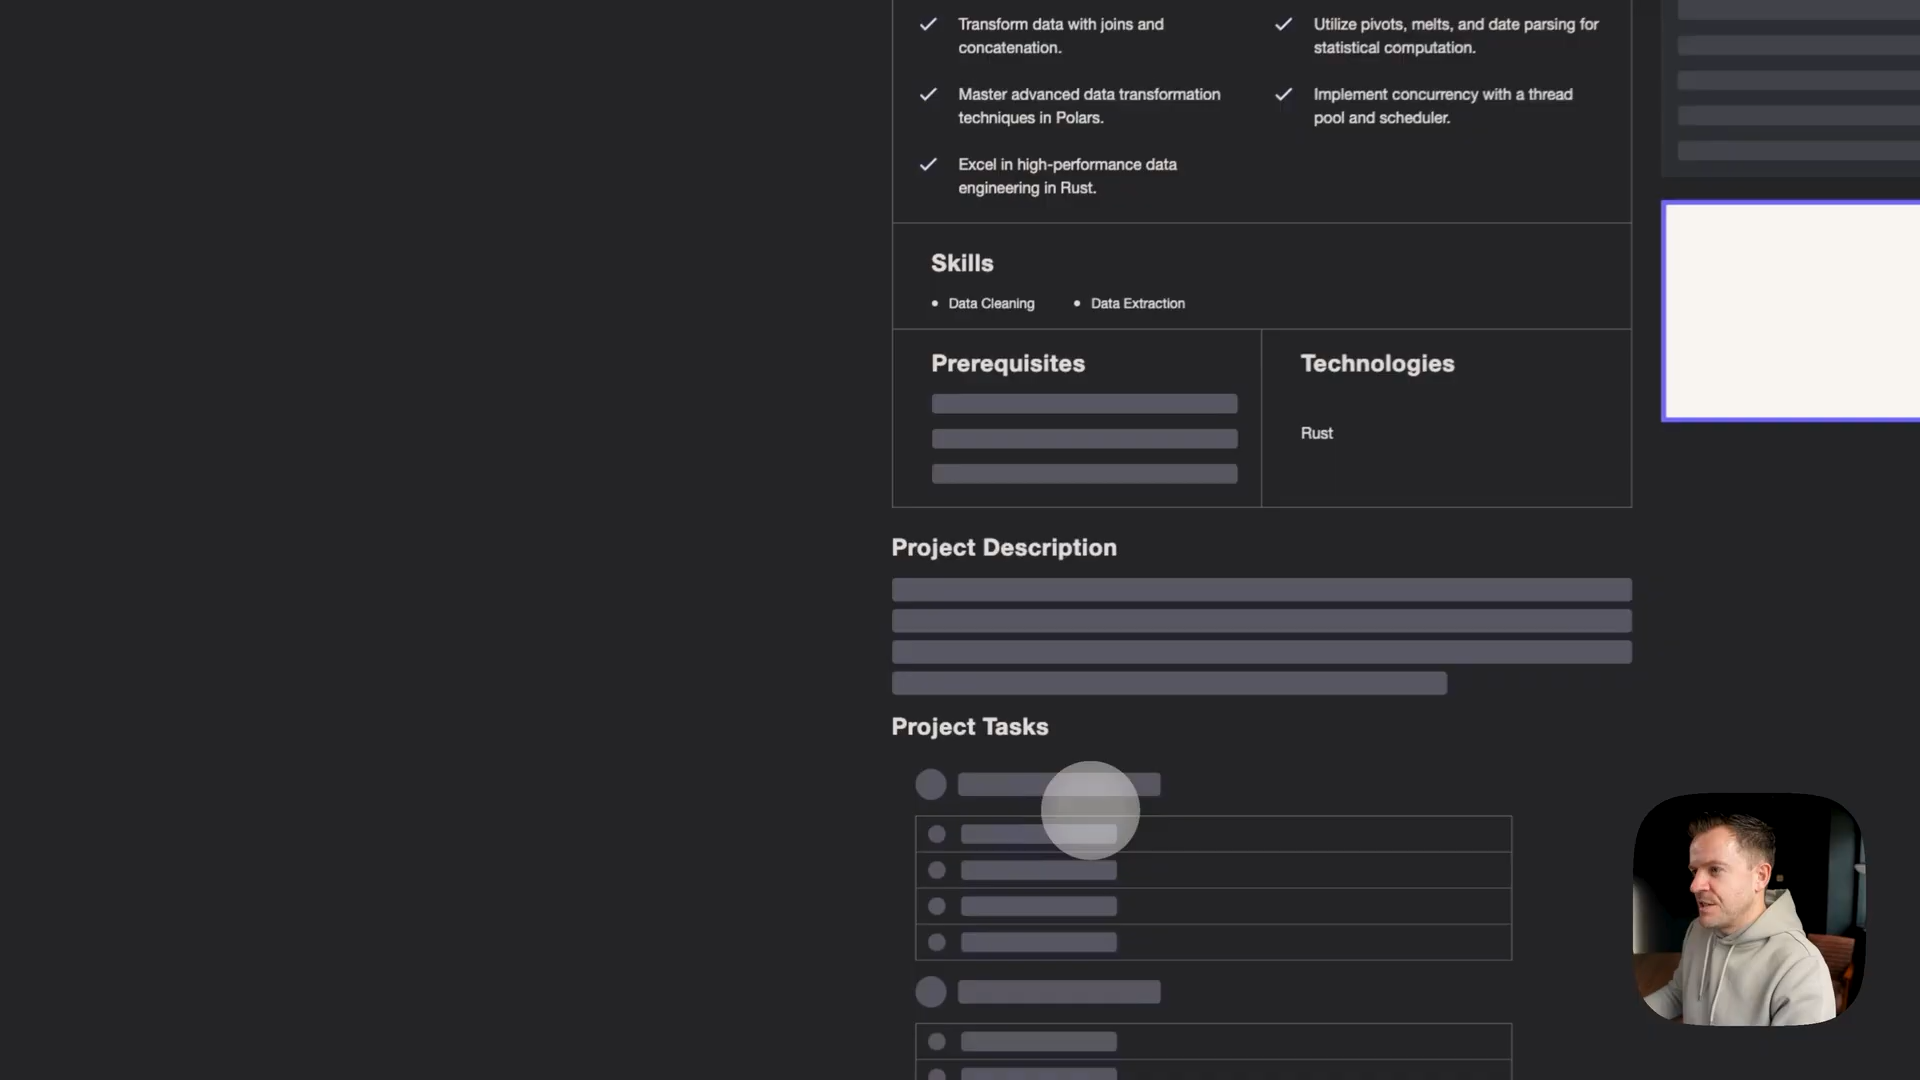 Transform data with joins and
concatenation.
Utilize pivots, melts, and date parsing for
statistical computation.
Master advanced data transformation
techniques in Polars.
Implement concurrency with a thread
pool and scheduler.
Excel in high-performance data
engineering in Rust.
Skills
• Data Cleaning
• Data Extraction
Prerequisites
Technologies
Rust
Project Description
Project Tasks